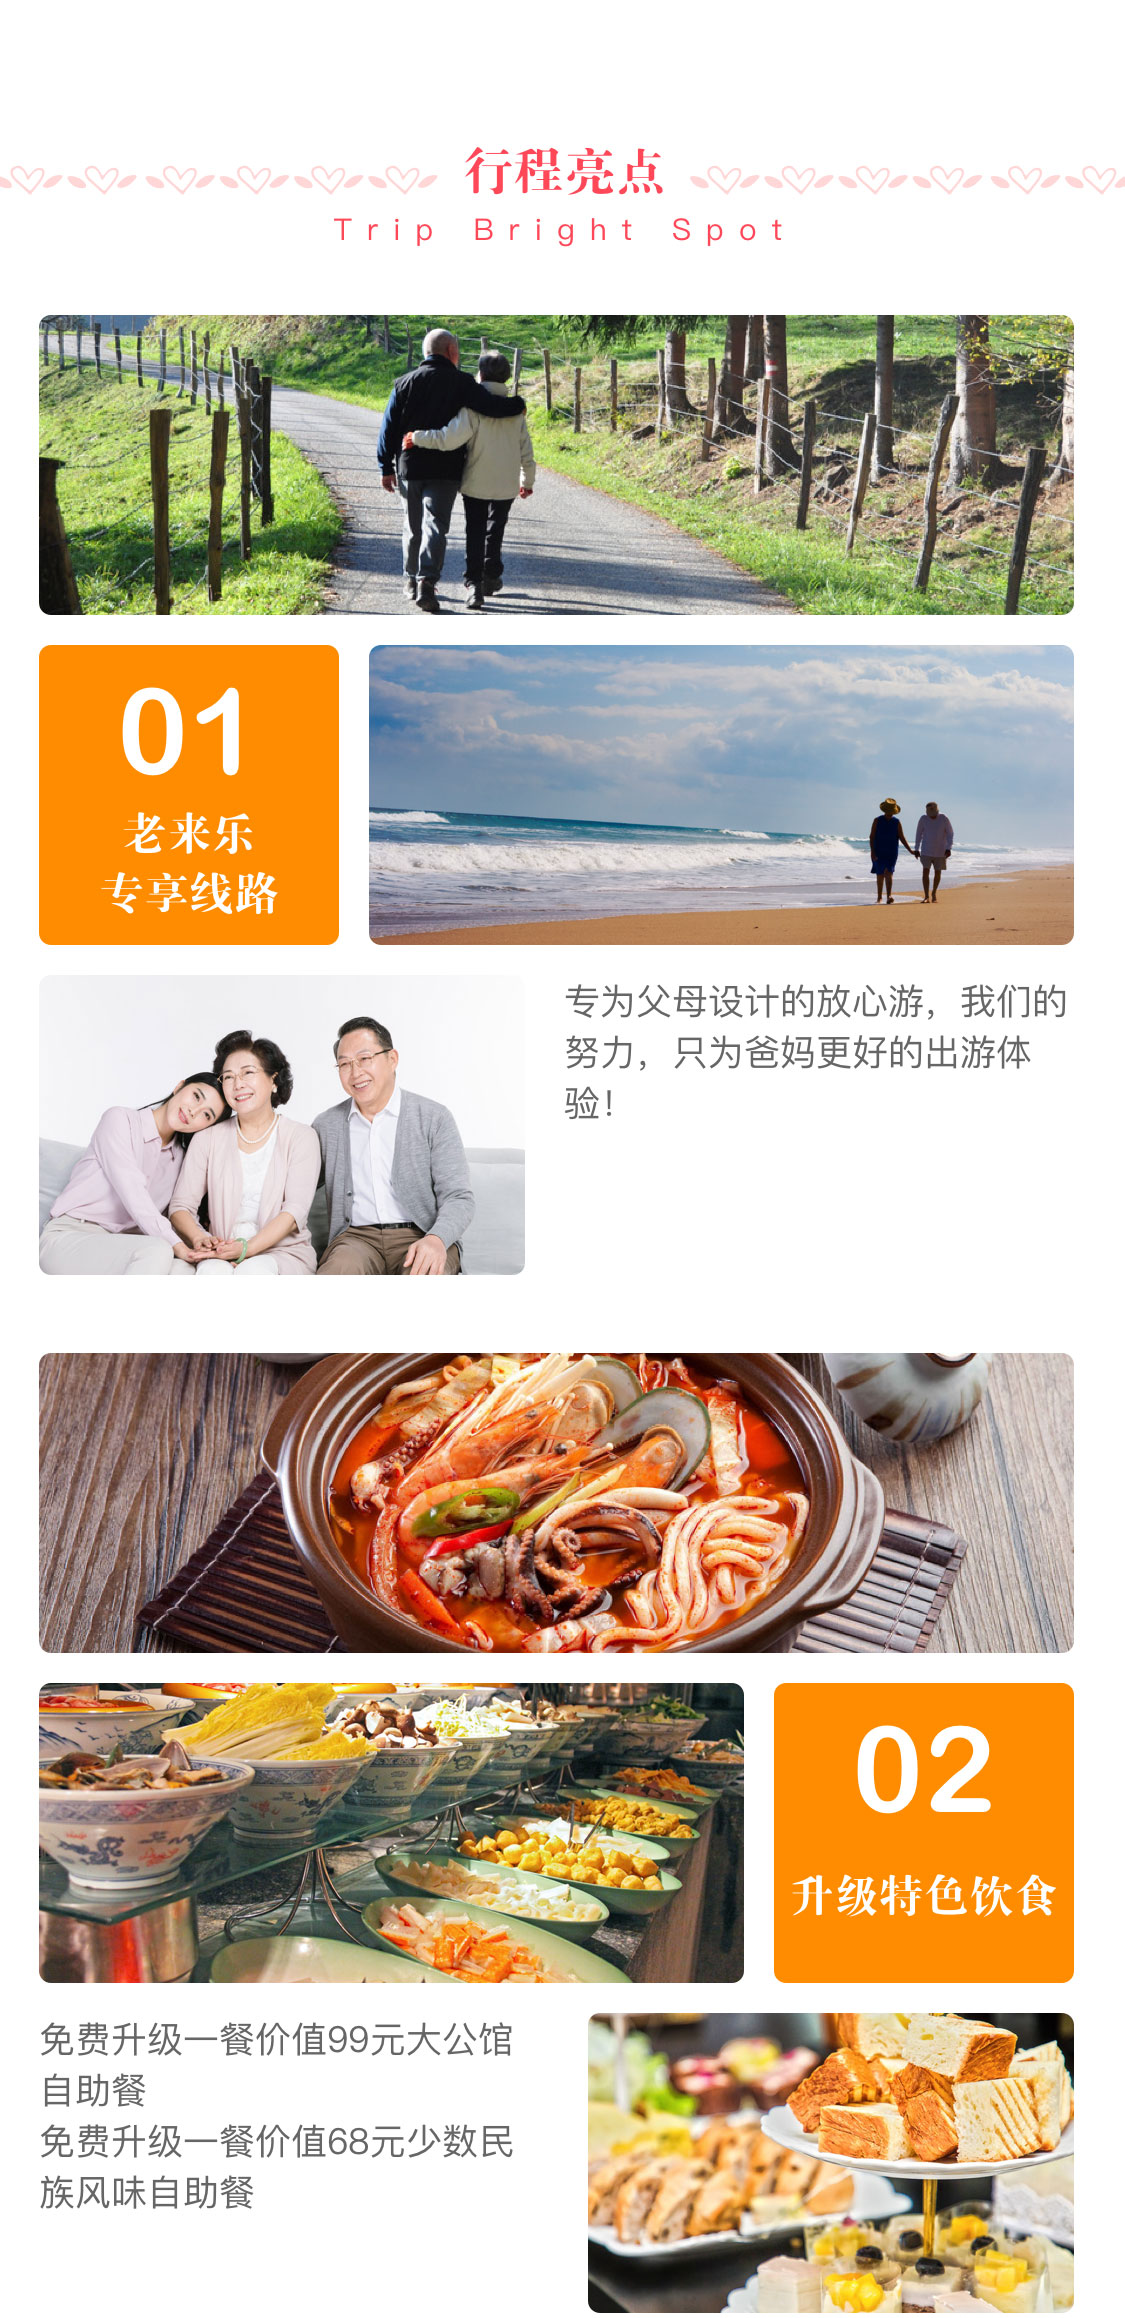 行程亮点
Trip Bright Spot
01
老来乐
专享线路
专为父母设计的放心游，我们的
努力，只为爸妈更好的出游体
验！
02
升级特色饮食
免费升级一餐价值99元大公馆
自助餐
免费升级一餐价值68元少数民
族风味自助餐